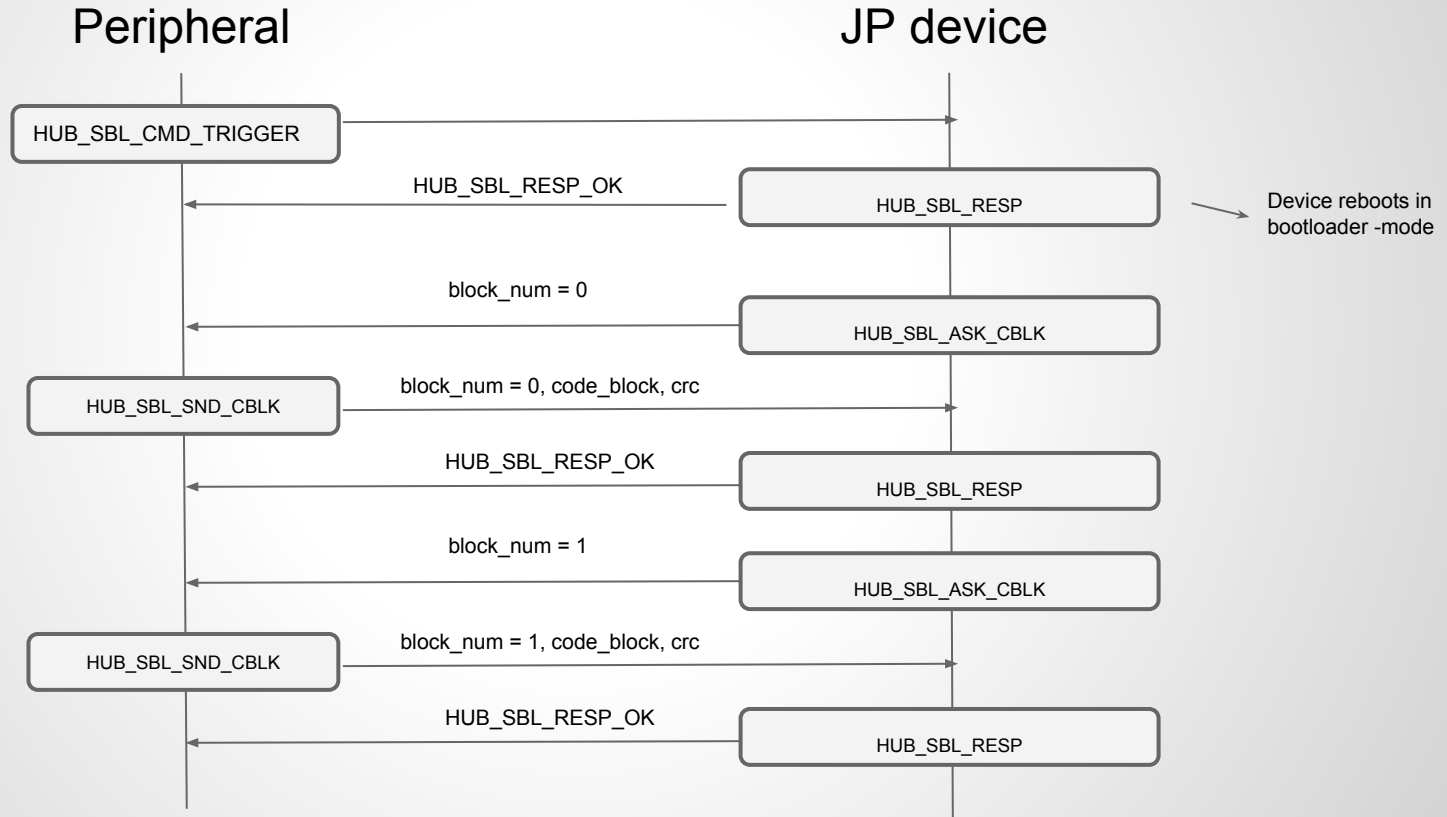 Peripheral
JP device
HUB_SBL_CMD_TRIGGER
HUB_SBL_RESP_OK
HUB_SBL_RESP
Device reboots in
bootloader -mode
block_num = 0
HUB_SBL_ASK_CBLK
HUB_SBL_SND_CBLK
block_num = 0, code_block, crc
HUB_SBL_RESP_OK
HUB_SBL_RESP
block_num = 1
HUB_SBL_ASK_CBLK
HUB_SBL_SND_CBLK
block_num = 1, code_block, crc
HUB_SBL_RESP_OK
HUB_SBL_RESP